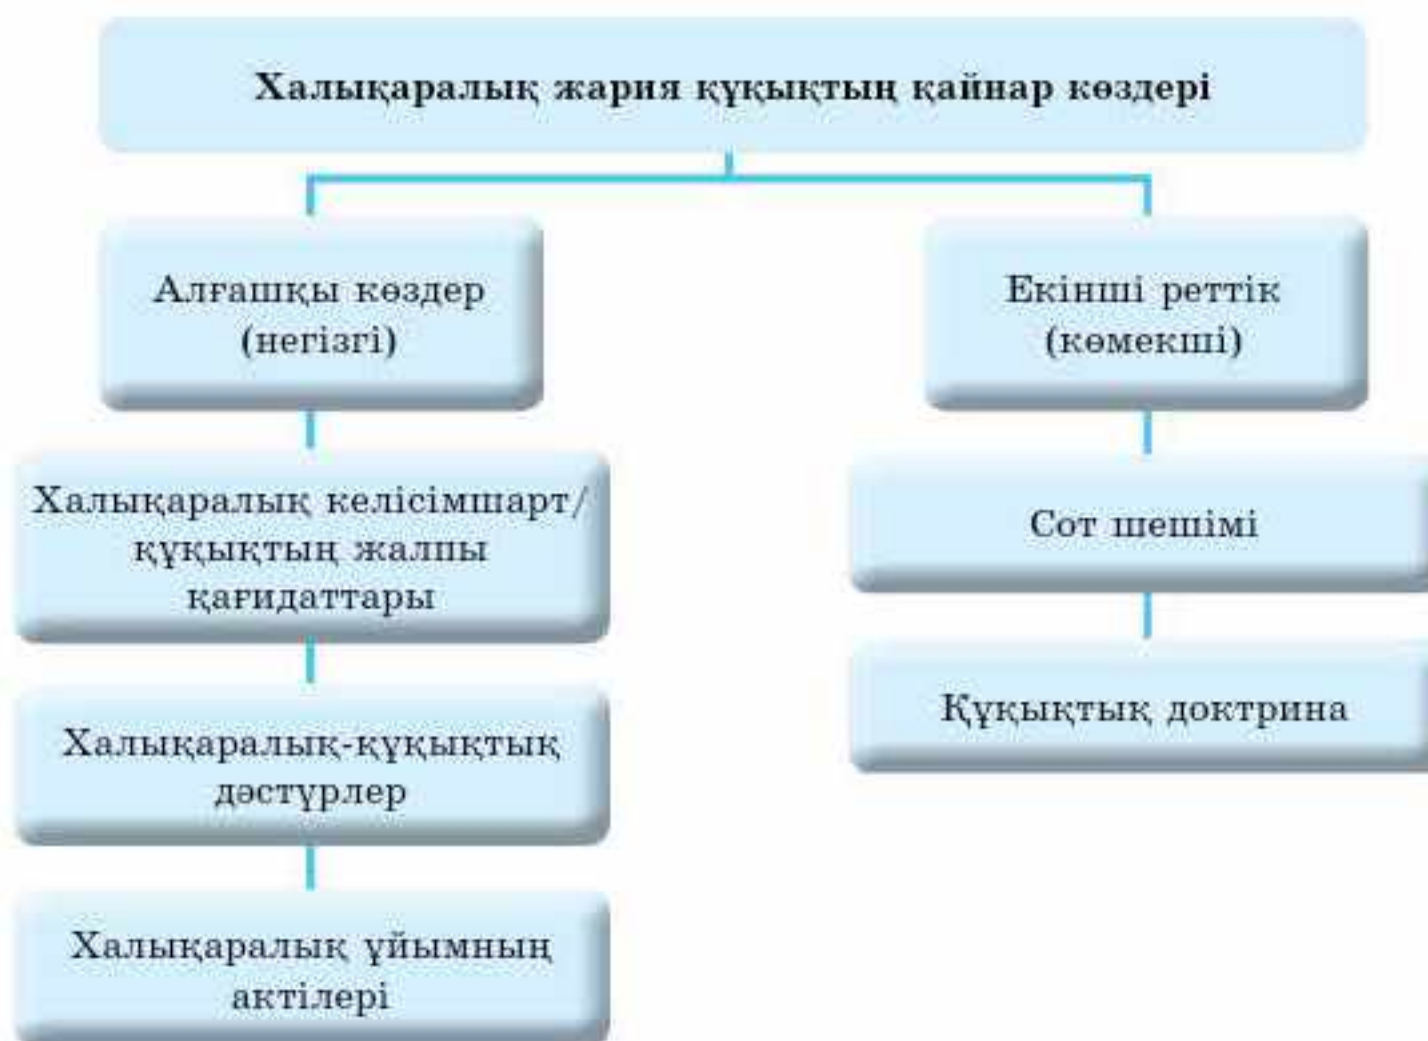 Халықаралық жария құқықтың қайнар көздері
Алғашқы көздер
(негізгі)
Халықаралық келісімшарт/
құқықтың жалпы
қағидаттары
Халықаралық-құқықтық
дәстүрлер
Халықаралық ұйымның
актілері
Екінші реттік
(көмекші)
Сот шешімі
Құқықтық доктрина